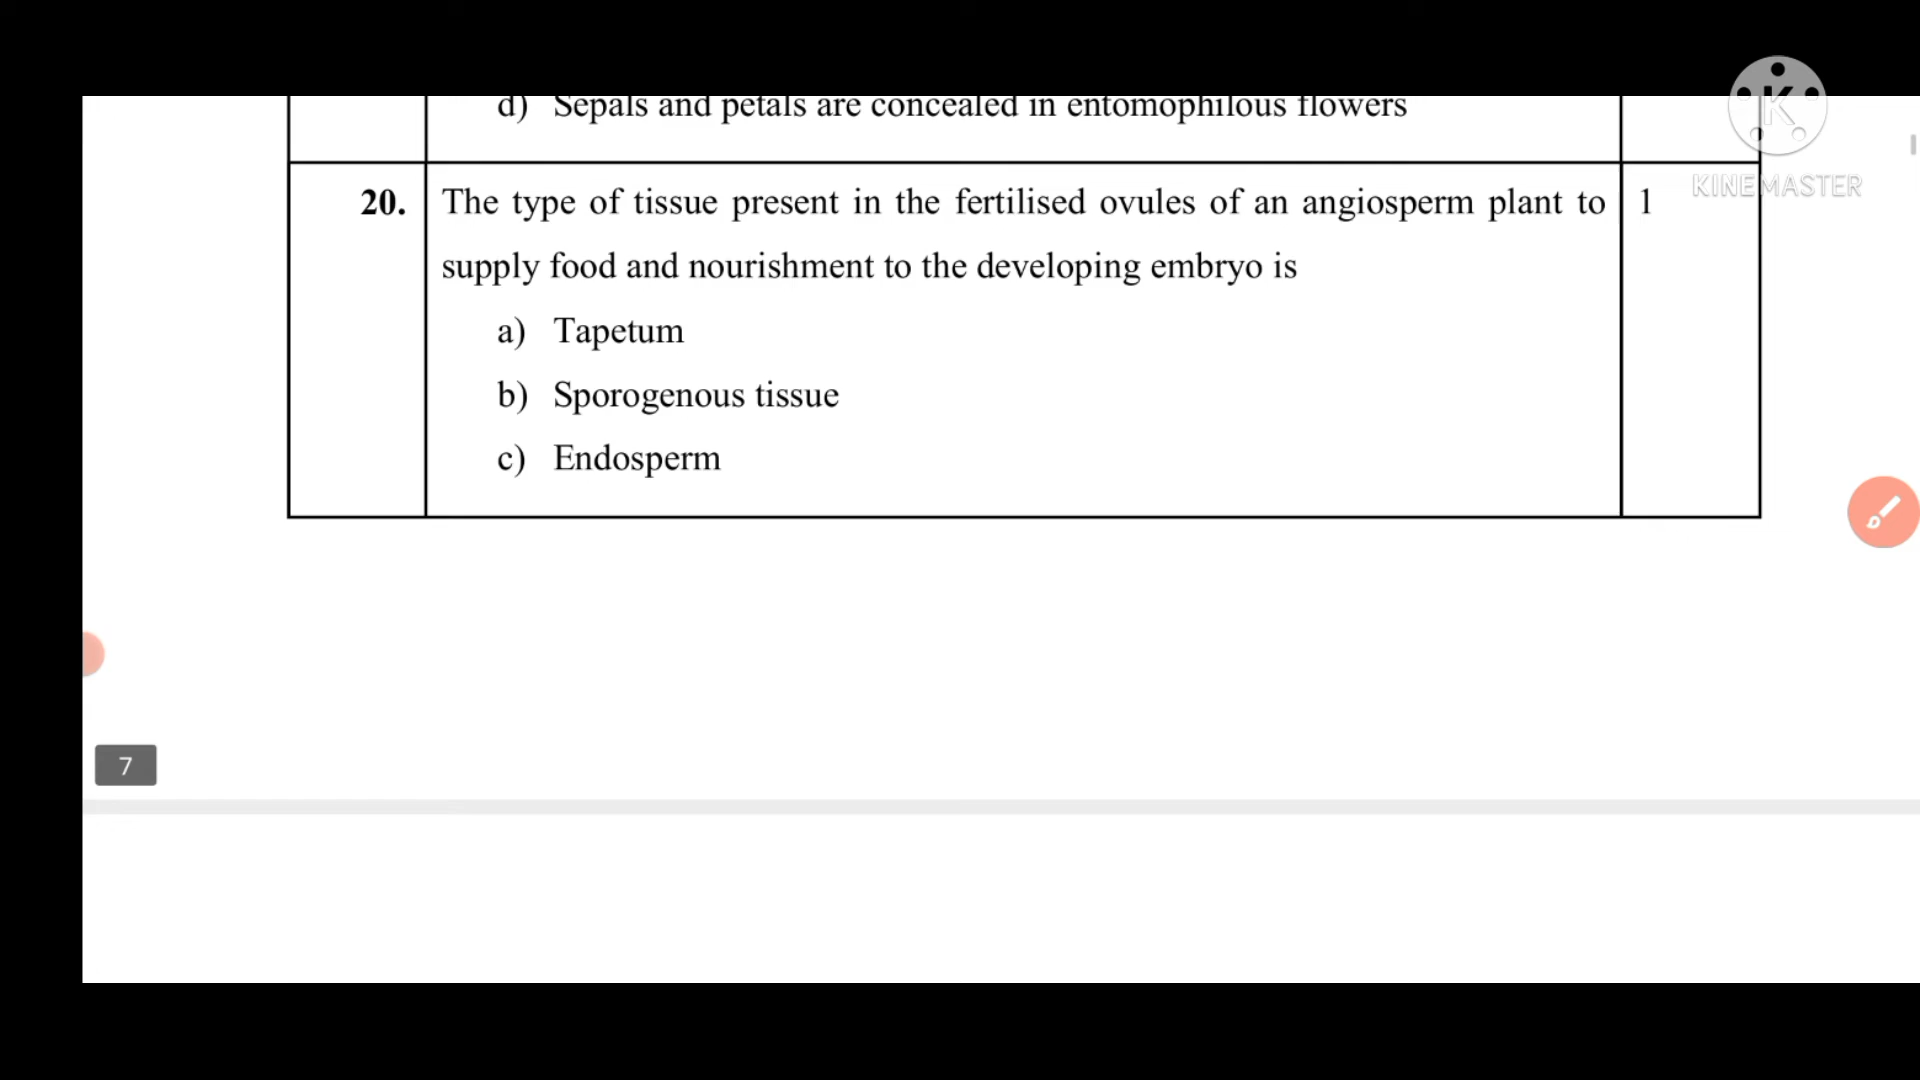 d) Sepals and petals are concealed in entomophilous flowers
K
KINEMASTER
20. The type of tissue present in the fertilised ovules of an angiosperm plant to 1
supply food and nourishment to the developing embryo is
a) Tapetum
b) Sporogenous tissue
c) Endosperm
7